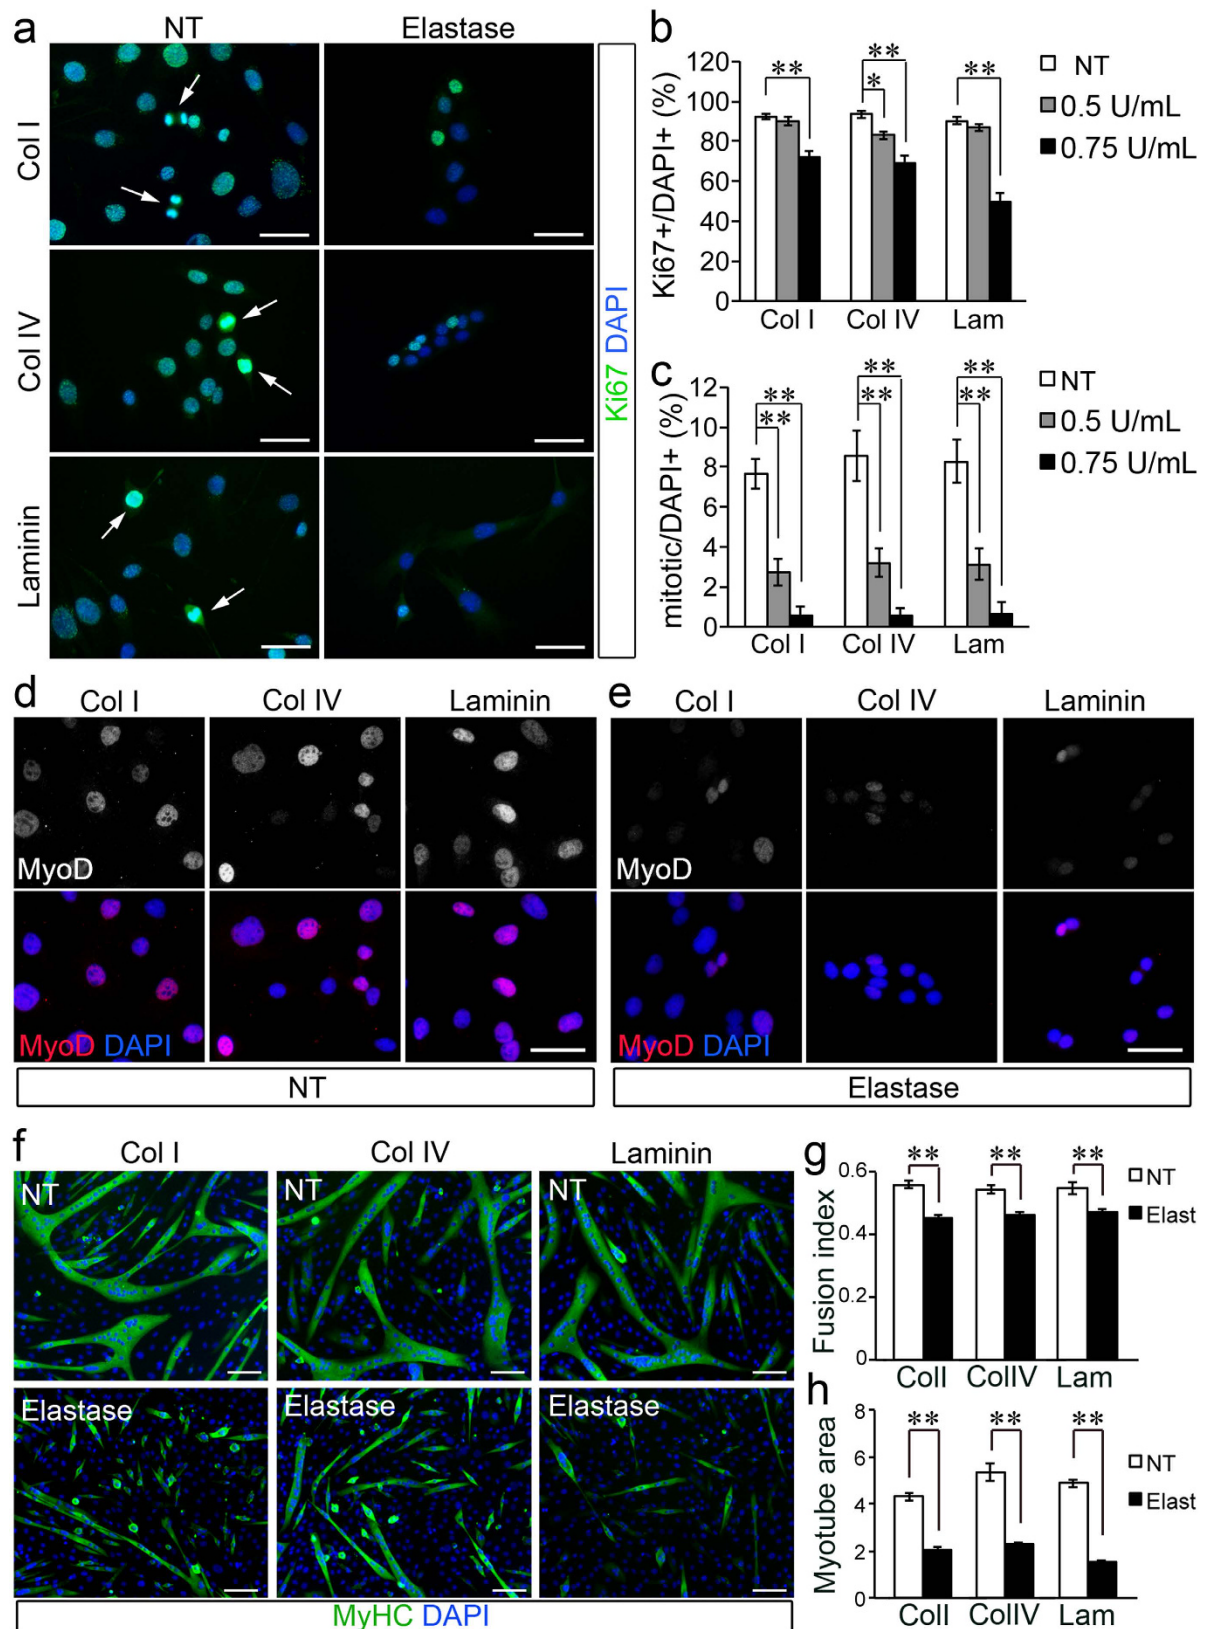 a
NT
Elastase
Col I
Col IV
Laminin
Ki67 DAPI
b
Ki67+/DAPI+ (%)
120
100
80
60
40
20
0
** ** * **
Col I Col IV Lam
NT
0.5 U/mL
0.75 U/mL
c
mitotic/DAPI+ (%)
12
10
8
6
4
2
0
** ** **
** ** **
Col I Col IV Lam
NT
0.5 U/mL
0.75 U/mL
d
Col I Col IV Laminin
MyoD
MyoD DAPI
NT
e
Col I Col IV Laminin
MyoD
MyoD DAPI
Elastase
f
Col I Col IV Laminin
NT NT NT
Elastase Elastase Elastase
MyHC DAPI
g
Fusion index
0.6
0.4
0.2
0
** ** **
ColI ColIV Lam
NT
Elast
h
Myotube area
8
6
4
2
0
** ** **
ColI ColIV Lam
NT
Elast